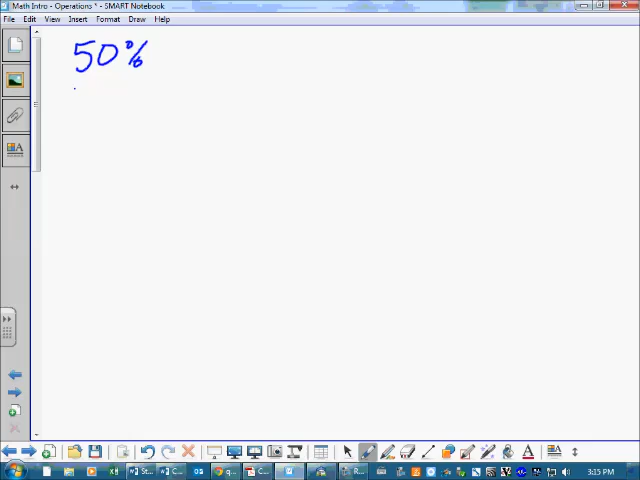 Math Intro - Operations * - SMART Notebook
File Edit View Insert Format Draw Help
50%
3:15 PM